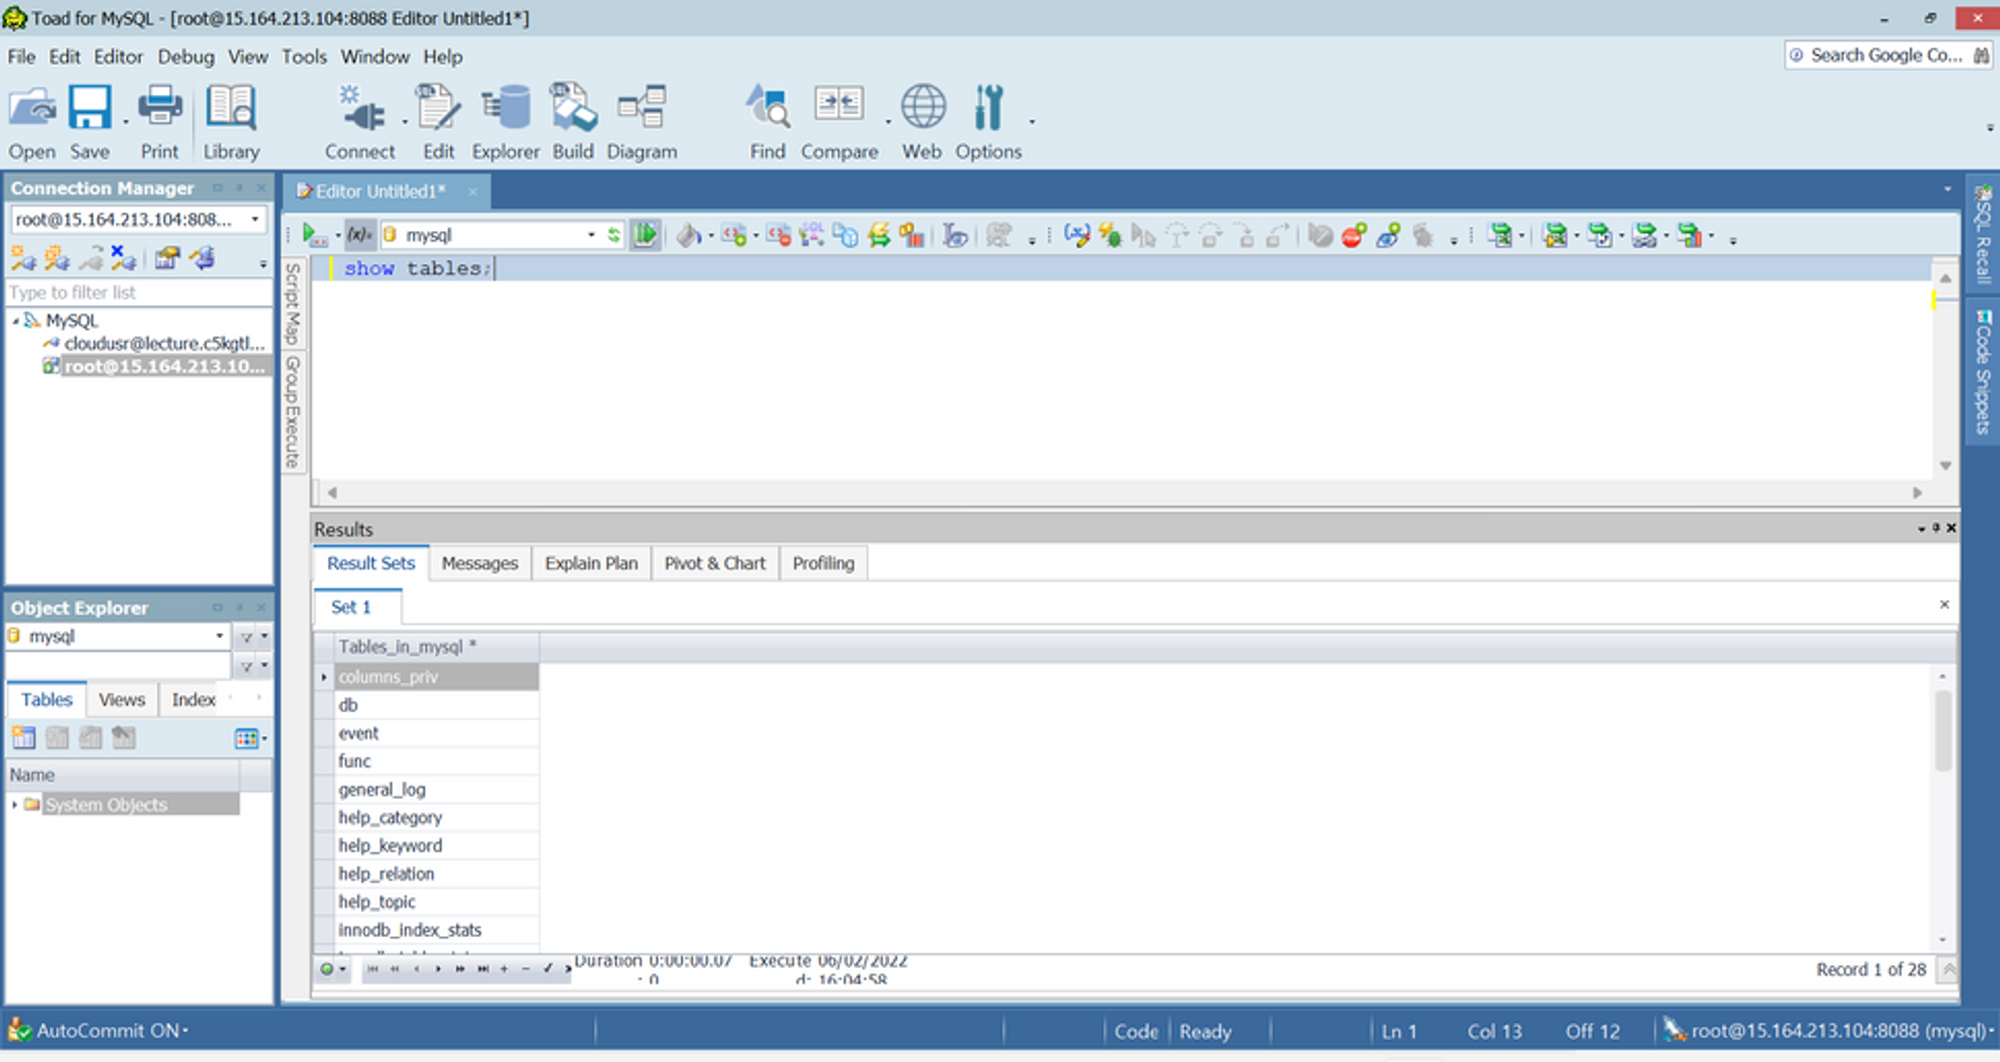 Toad for MySQL - [root@15.164.213.104:8088 Editor Untitled1*]
File Edit Editor Debug View Tools Window Help
Search Google Co...
Open Save Print Library Connect Edit Explorer Build Diagram Find Compare Web Options
Connection Manager
root@15.164.213.104:808...
Type to filter list
MySQL
cloudusr@lecture.c5kgtl...
root@15.164.213.10...
Object Explorer
mysql
Tables Views Index
Name
System Objects
Editor Untitled1*
(x)= mysql
Script Map
Group Execute
show tables;
Results
Result Sets Messages Explain Plan Pivot & Chart Profiling
Set 1
Tables_in_mysql *
columns_priv
db
event
func
general_log
help_category
help_keyword
help_relation
help_topic
innodb_index_stats
Duration 0:00:00.07 Execute 06/02/2022
: 0 d: 16:04:58
Record 1 of 28
SQL Recall
Code Snippets
AutoCommit ON
Code Ready Ln 1 Col 13 Off 12 root@15.164.213.104:8088 (mysql)